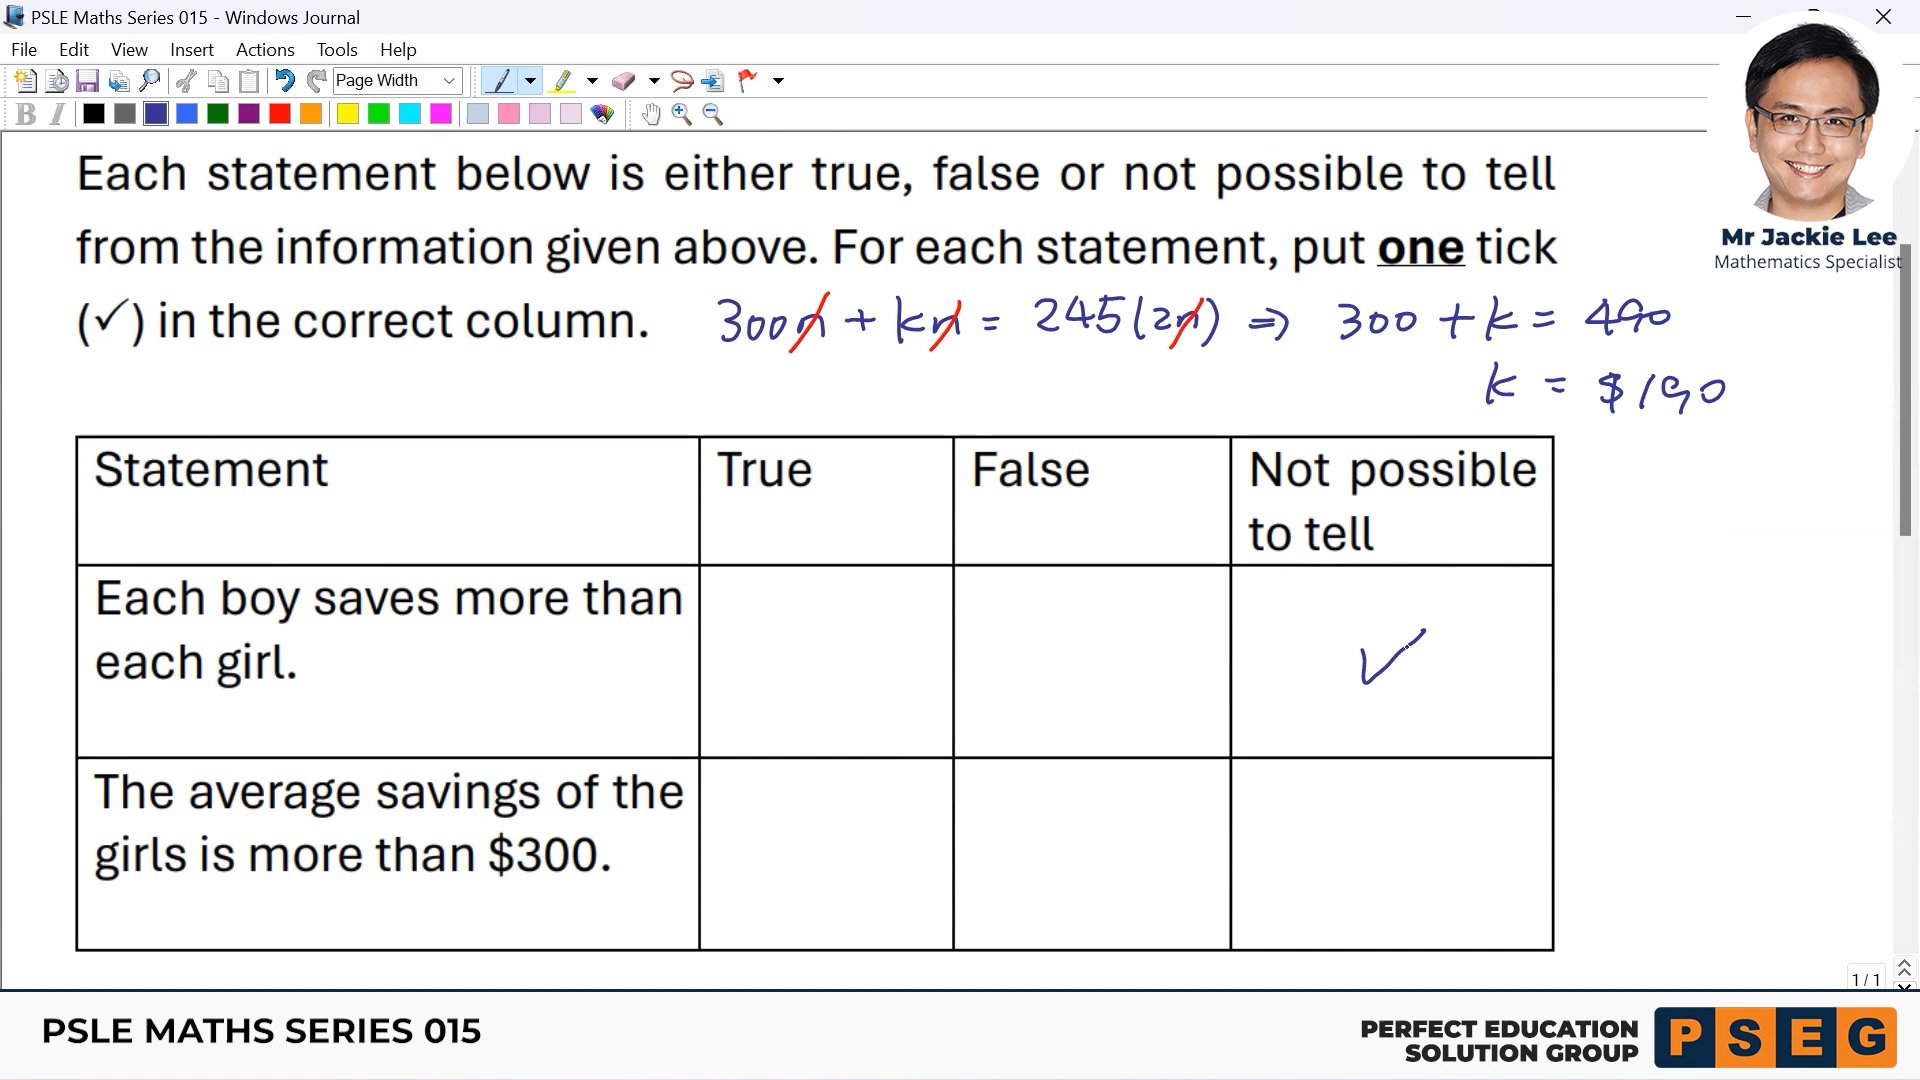 PSLE Maths Series 015 - Windows Journal
File Edit View Insert Actions Tools Help
Page Width
B I
Mr Jackie Lee
Mathematics Specialist
Each statement below is either true, false or not possible to tell
from the information given above. For each statement, put one tick
(✓) in the correct column.
300n + kn = 245(2n) ⇒ 300 + k = 490
k = $190
Statement True False Not possible
to tell
Each boy saves more than
each girl.
✓
The average savings of the
girls is more than $300.
1 / 1
PSLE MATHS SERIES 015
PERFECT EDUCATION
SOLUTION GROUP
P S E G